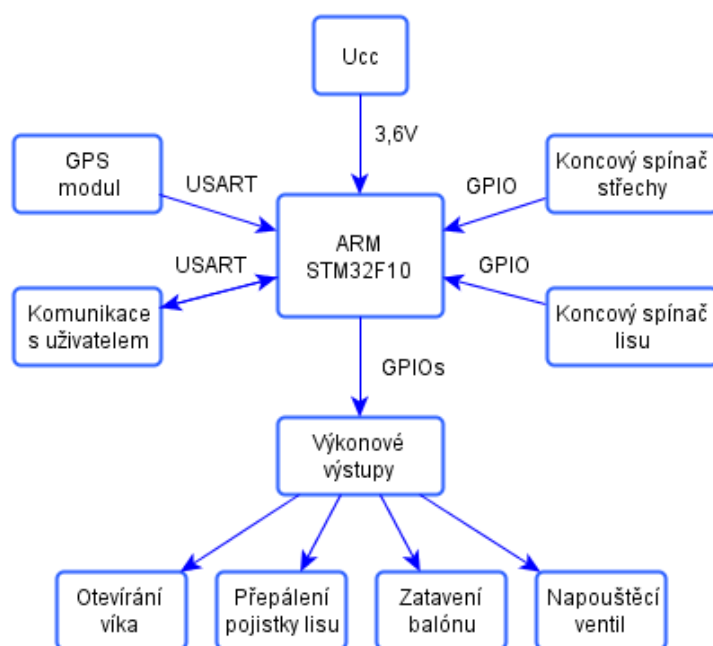 Ucc
3,6V
GPS
modul
USART
GPIO
Koncový spínač
střechy
ARM
STM32F10
USART
GPIO
Komunikace
s uživatelem
Koncový spínač
lisu
GPIOs
Výkonové
výstupy
Otevírání
víka
Přepálení
pojistky lisu
Zatavení
balónu
Napouštěcí
ventil